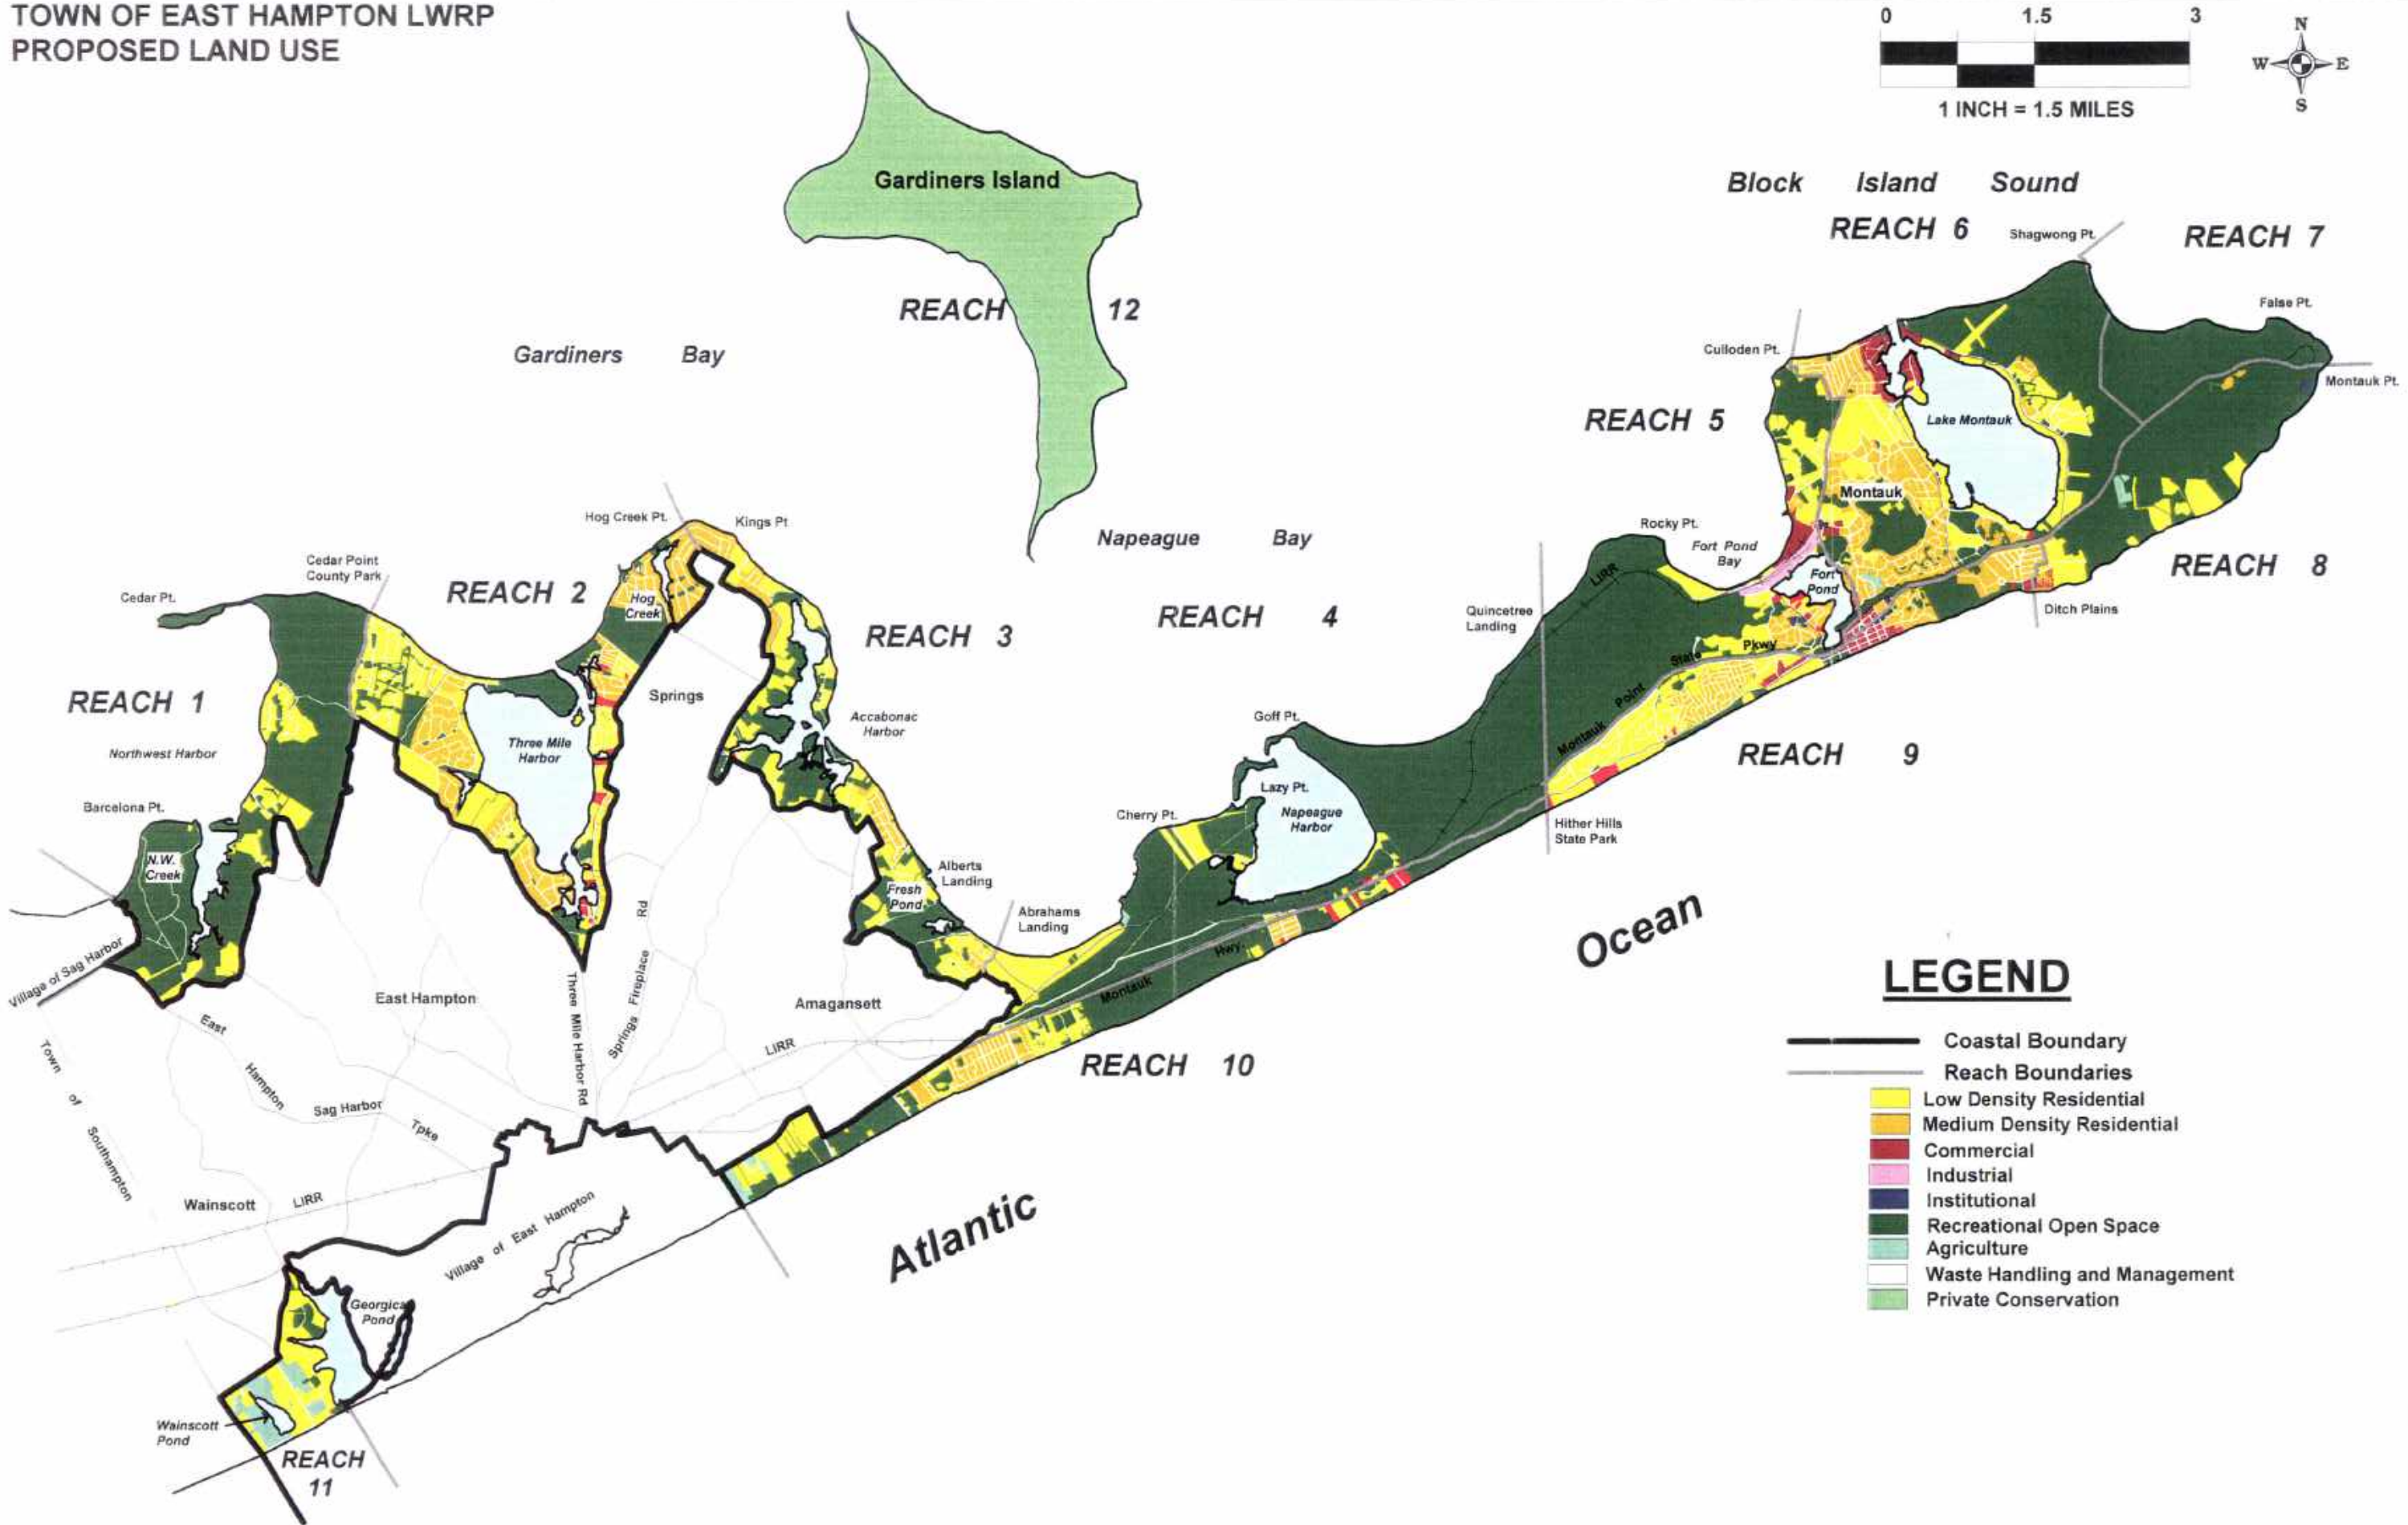 TOWN OF EAST HAMPTON LWRP
PROPOSED LAND USE
0 1.5 3
1 INCH = 1.5 MILES
N
W E
S
Block Island Sound
REACH 6
Shagwong Pt.
REACH 7
False Pt.
Montauk Pt.
Culloden Pt.
REACH 5
Lake Montauk
Montauk
Gardiners Island
REACH 12
Gardiners Bay
Napeague Bay
Rocky Pt.
Fort Pond
Bay
Fort
Pond
REACH 8
Ditch Plains
Hog Creek Pt.
Kings Pt
Cedar Point
County Park
Cedar Pt.
REACH 2
Hog
Creek
REACH 3
REACH 4
Quincetree
Landing
LIRR
Montauk Point State Pkwy
REACH 1
Springs
Northwest Harbor
Three Mile
Harbor
Accabonac
Harbor
Goff Pt.
Lazy Pt.
Napeague
Harbor
Cherry Pt.
REACH 9
Hither Hills
State Park
Barcelona Pt.
N.W.
Creek
Alberts
Landing
Fresh
Pond
Abrahams
Landing
Village of Sag Harbor
East Hampton
Three Mile Harbor Rd
Springs Fireplace Rd
Amagansett
LIRR
Montauk Hwy.
REACH 10
Atlantic Ocean
East Hampton
Sag Harbor
Tpke
Town of Southampton
Wainscott
LIRR
Village of East Hampton
Georgica
Pond
Wainscott
Pond
REACH
11
LEGEND
Coastal Boundary
Reach Boundaries
Low Density Residential
Medium Density Residential
Commercial
Industrial
Institutional
Recreational Open Space
Agriculture
Waste Handling and Management
Private Conservation